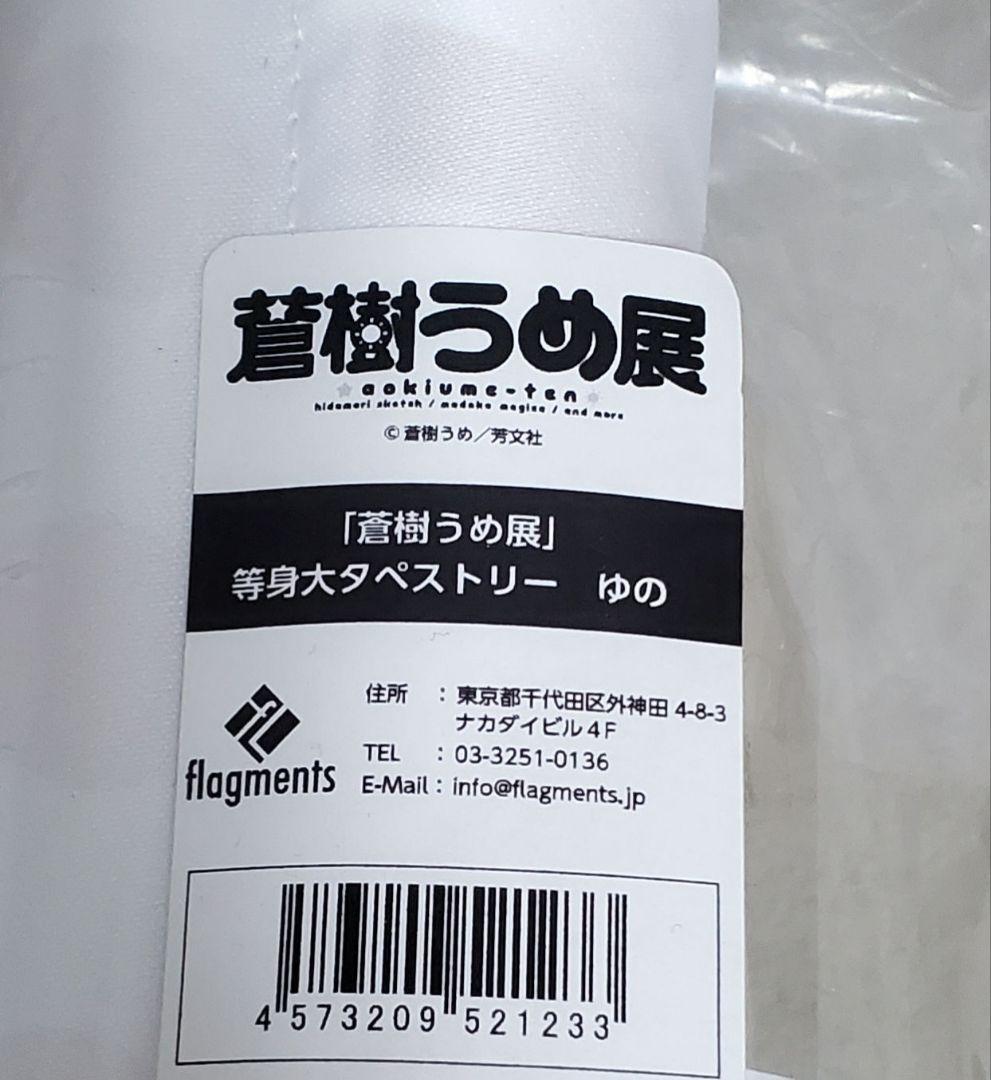 蒼樹うめ展
aokiume-ten
hidamari sketch / madoka magica / and more
© 蒼樹うめ／芳文社
「蒼樹うめ展」
等身大タペストリー　ゆの
flagments
住所　：東京都千代田区外神田 4-8-3
ナカダイビル４F
TEL　：03-3251-0136
E-Mail：info@flagments.jp
4 573209 521233